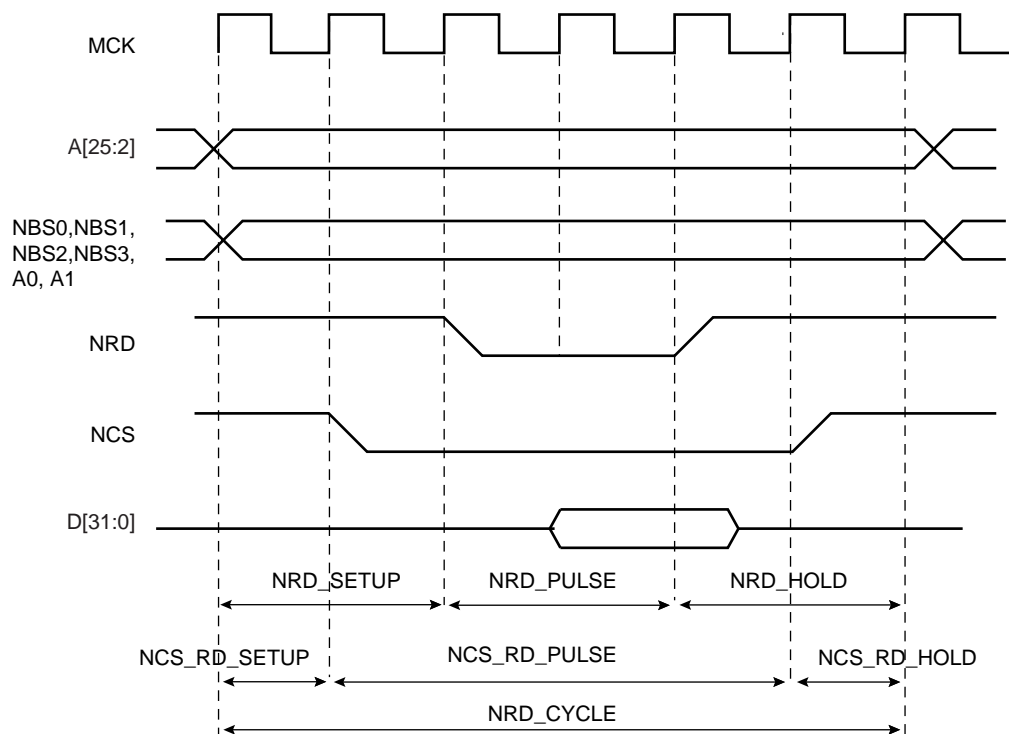 MCK
A[25:2]
NBS0,NBS1,
NBS2,NBS3,
A0, A1
NRD
NCS
D[31:0]
NRD_SETUP NRD_PULSE NRD_HOLD
NCS_RD_SETUP NCS_RD_PULSE NCS_RD_HOLD
NRD_CYCLE